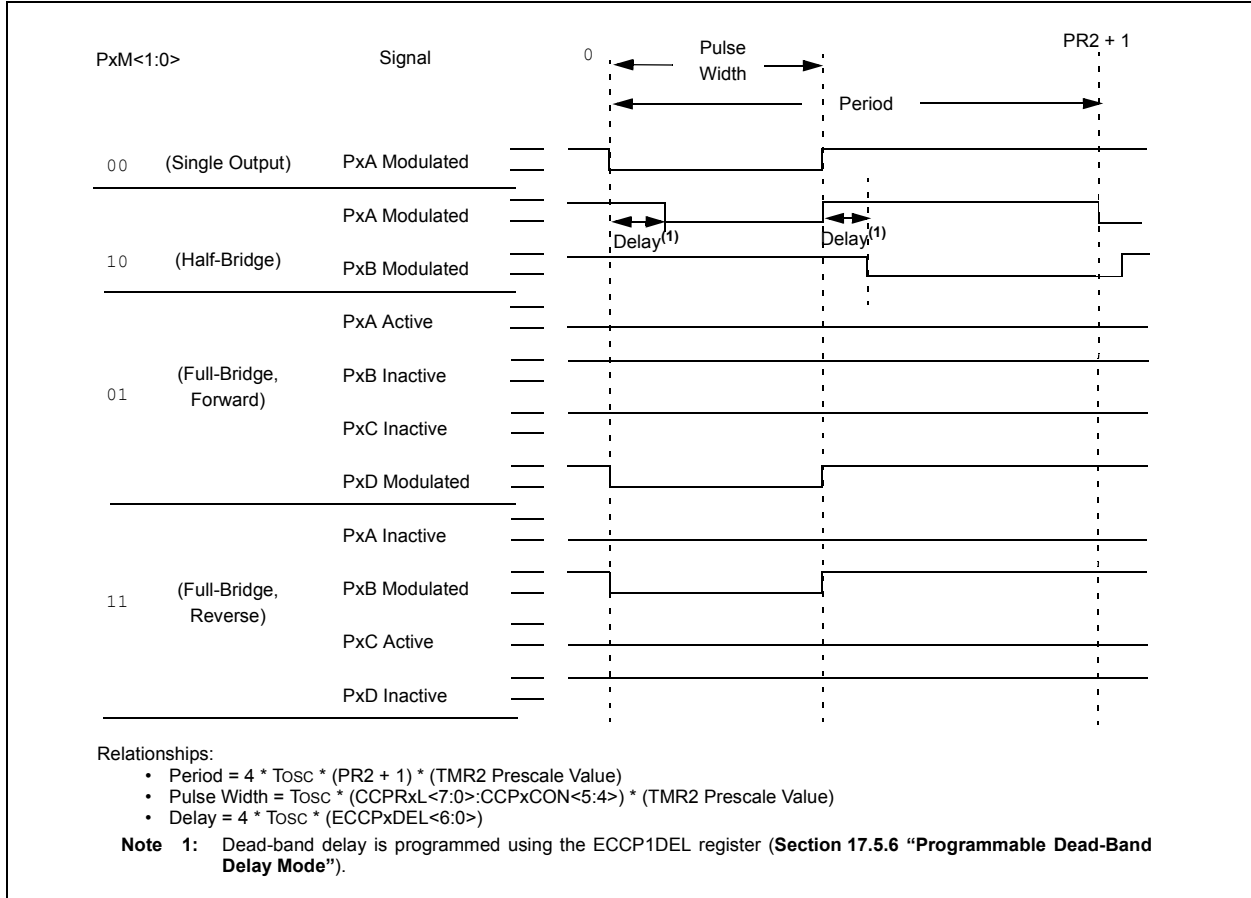 PxM<1:0> Signal 0 Pulse Width PR2 + 1
Period
00 (Single Output) PxA Modulated
PxA Modulated
Delay(1) Delay(1)
10 (Half-Bridge) PxB Modulated
PxA Active
01 (Full-Bridge, Forward) PxB Inactive
PxC Inactive
PxD Modulated
PxA Inactive
11 (Full-Bridge, Reverse) PxB Modulated
PxC Active
PxD Inactive
Relationships:
• Period = 4 * TOSC * (PR2 + 1) * (TMR2 Prescale Value)
• Pulse Width = TOSC * (CCPRxL<7:0>:CCPxCON<5:4>) * (TMR2 Prescale Value)
• Delay = 4 * TOSC * (ECCPxDEL<6:0>)
Note 1: Dead-band delay is programmed using the ECCP1DEL register (Section 17.5.6 “Programmable Dead-Band
Delay Mode”).